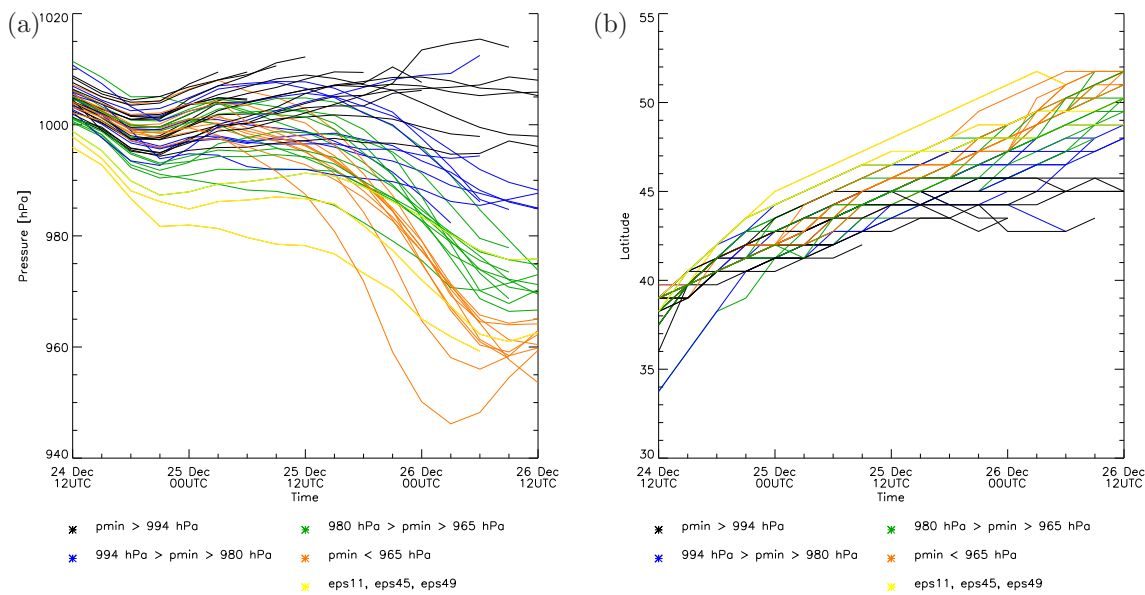 (a)
1020
1000
980
960
940
Pressure [hPa]
24 Dec 25 Dec 25 Dec 26 Dec 26 Dec
12UTC 00UTC 12UTC 00UTC 12UTC
Time
* pmin > 994 hPa
* 994 hPa > pmin > 980 hPa
* 980 hPa > pmin > 965 hPa
* pmin < 965 hPa
* eps11, eps45, eps49
(b)
55
50
45
40
35
30
Latitude
24 Dec 25 Dec 25 Dec 26 Dec 26 Dec
12UTC 00UTC 12UTC 00UTC 12UTC
Time
* pmin > 994 hPa
* 994 hPa > pmin > 980 hPa
* 980 hPa > pmin > 965 hPa
* pmin < 965 hPa
* eps11, eps45, eps49